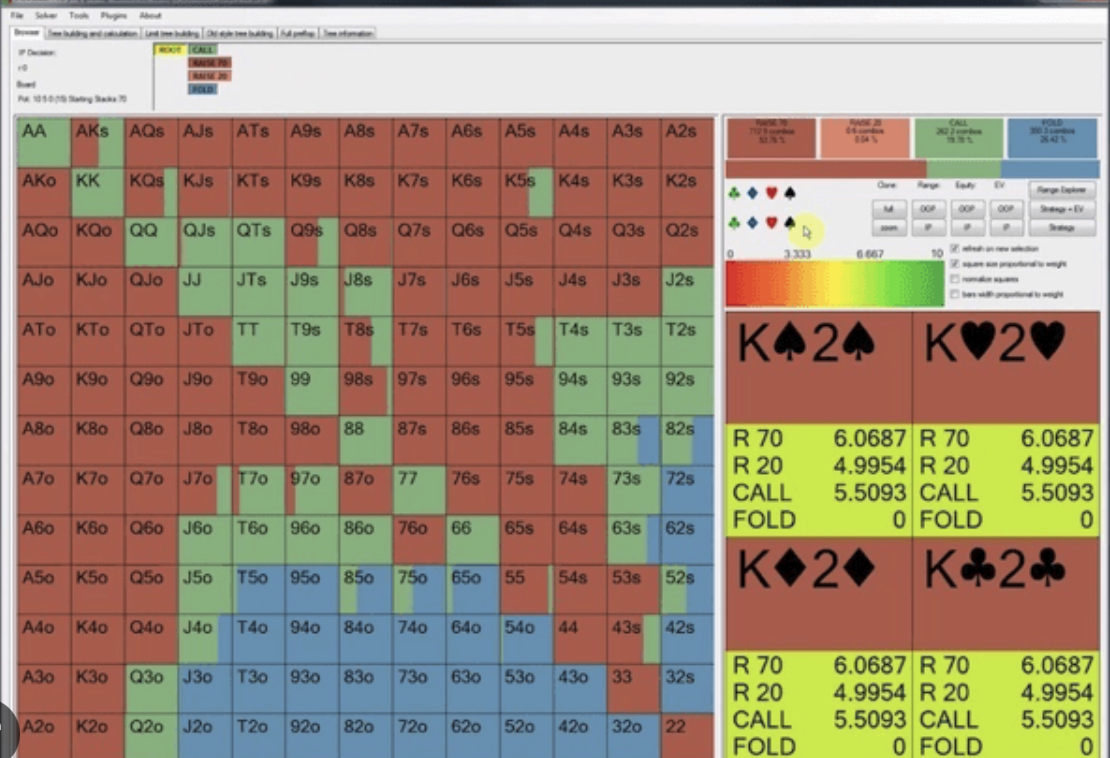 File Solver Tools Plugins About
Browser Tree building and calculation Limit tree building Old style tree building Full preflop Tree information
IP Decision:
r:0
Board
Pot: 10 5 0 (15) Starting Stacks:70
ROOT CALL
RAISE 70
RAISE 20
FOLD
AA AKs AQs AJs ATs A9s A8s A7s A6s A5s A4s A3s A2s
AKo KK KQs KJs KTs K9s K8s K7s K6s K5s K4s K3s K2s
AQo KQo QQ QJs QTs Q9s Q8s Q7s Q6s Q5s Q4s Q3s Q2s
AJo KJo QJo JJ JTs J9s J8s J7s J6s J5s J4s J3s J2s
ATo KTo QTo JTo TT T9s T8s T7s T6s T5s T4s T3s T2s
A9o K9o Q9o J9o T9o 99 98s 97s 96s 95s 94s 93s 92s
A8o K8o Q8o J8o T8o 98o 88 87s 86s 85s 84s 83s 82s
A7o K7o Q7o J7o T7o 97o 87o 77 76s 75s 74s 73s 72s
A6o K6o Q6o J6o T6o 96o 86o 76o 66 65s 64s 63s 62s
A5o K5o Q5o J5o T5o 95o 85o 75o 65o 55 54s 53s 52s
A4o K4o Q4o J4o T4o 94o 84o 74o 64o 54o 44 43s 42s
A3o K3o Q3o J3o T3o 93o 83o 73o 63o 53o 43o 33 32s
A2o K2o Q2o J2o T2o 92o 82o 72o 62o 52o 42o 32o 22
RAISE 70 RAISE 20 CALL FOLD
712.9 combos 0.6 combos 262.2 combos 350.3 combos
53.76 % 0.04 % 19.78 % 26.42 %
Clone: Range: Equity: EV: Range Explorer
full OOP OOP OOP Strategy + EV
zoom IP IP IP Strategy
0 3.333 6.667 10
refresh on new selection
square size proportional to weight
normalize squares
bars width proportional to weight
K♠2♠ K♥2♥
R 70 6.0687 R 70 6.0687
R 20 4.9954 R 20 4.9954
CALL 5.5093 CALL 5.5093
FOLD 0 FOLD 0
K♦2♦ K♣2♣
R 70 6.0687 R 70 6.0687
R 20 4.9954 R 20 4.9954
CALL 5.5093 CALL 5.5093
FOLD 0 FOLD 0